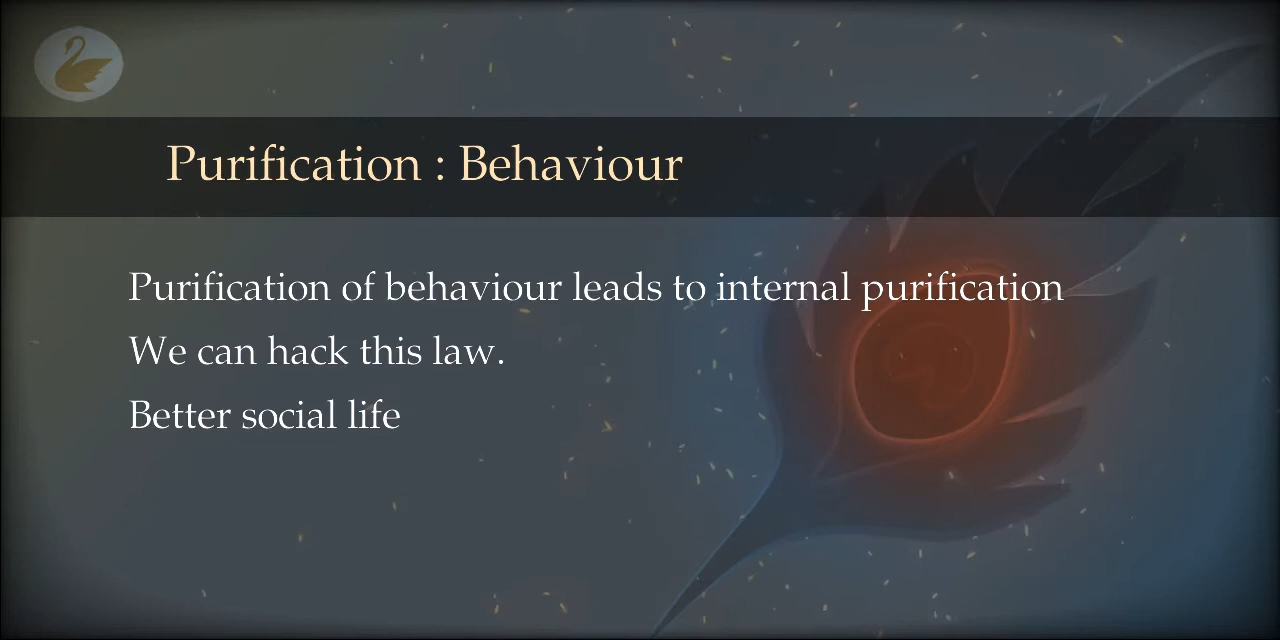 Purification : Behaviour
Purification of behaviour leads to internal purification
We can hack this law.
Better social life